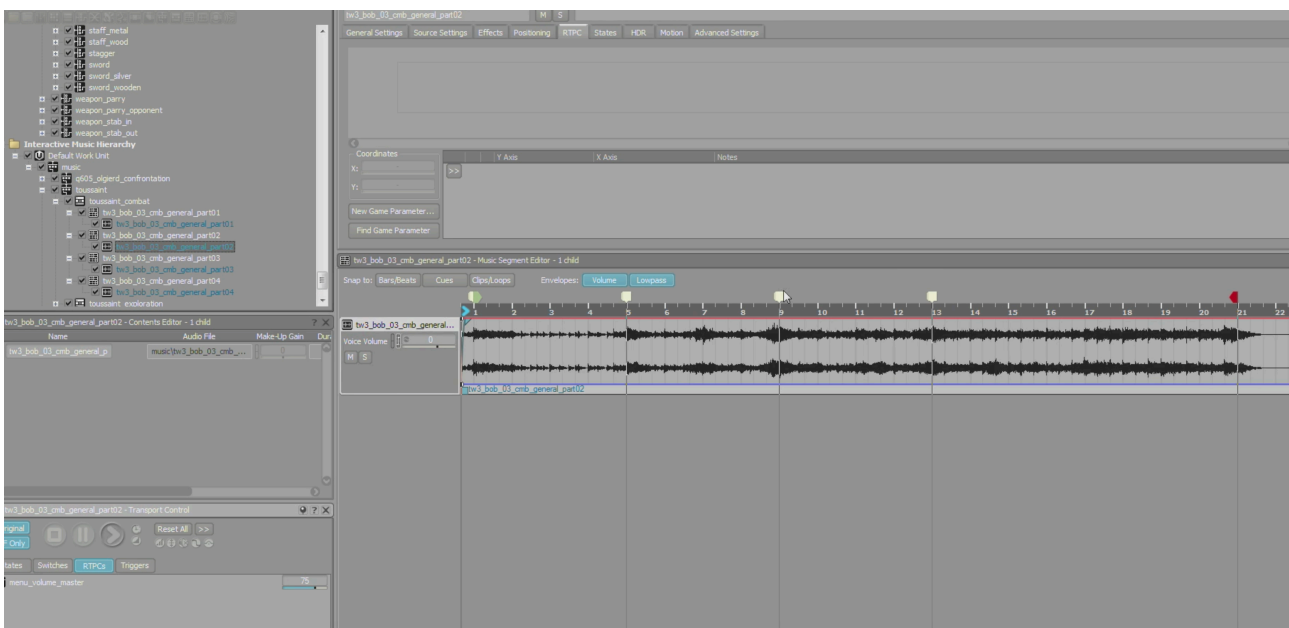 staff_metal
staff_wood
stagger
sword
sword_silver
sword_wooden
weapon_parry
weapon_parry_opponent
weapon_stab_in
weapon_stab_out
Interactive Music Hierarchy
Default Work Unit
music
q605_olgierd_confrontation
toussaint
toussaint_combat
tw3_bob_03_cmb_general_part01
tw3_bob_03_cmb_general_part01
tw3_bob_03_cmb_general_part02
tw3_bob_03_cmb_general_part02
tw3_bob_03_cmb_general_part03
tw3_bob_03_cmb_general_part03
tw3_bob_03_cmb_general_part04
tw3_bob_03_cmb_general_part04
toussaint_exploration
tw3_bob_03_cmb_general_part02 - Contents Editor - 1 child ? X
Name Audio File Make-Up Gain Dura
tw3_bob_03_cmb_general_p music\tw3_bob_03_cmb_... 0
tw3_bob_03_cmb_general_part02 - Transport Control ? X
riginal
F Only
Reset All >>
tates Switches RTPCs Triggers
menu_volume_master 75
tw3_bob_03_cmb_general_part02 M S
General Settings Source Settings Effects Positioning RTPC States HDR Motion Advanced Settings
Coordinates
X:
Y:
New Game Parameter...
Find Game Parameter
>> Y Axis X Axis Notes
tw3_bob_03_cmb_general_part02 - Music Segment Editor - 1 child
Snap to: Bars/Beats Cues Clips/Loops Envelopes: Volume Lowpass
1 2 3 4 5 6 7 8 9 10 11 12 13 14 15 16 17 18 19 20 21 22
tw3_bob_03_cmb_general...
Voice Volume 0
M S
tw3_bob_03_cmb_general_part02